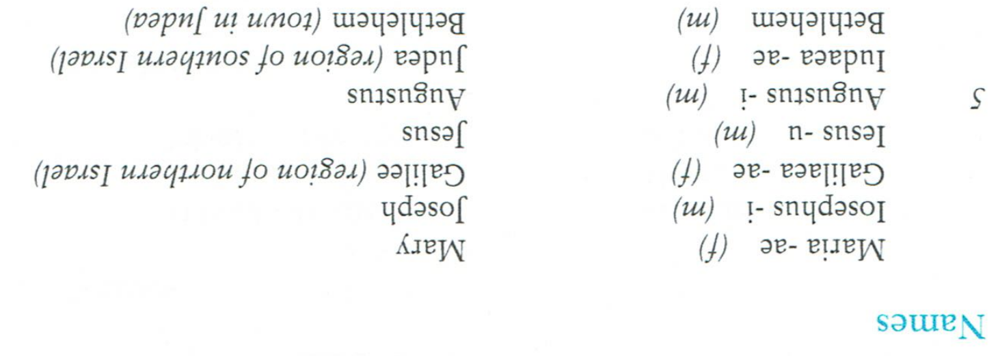 Names
Maria -ae (f) Mary
Iosephus -i (m) Joseph
Galilaea -ae (f) Galilee (region of northern Israel)
Iesus -u (m) Jesus
5 Augustus -i (m) Augustus
Iudaea -ae (f) Judea (region of southern Israel)
Bethlehem (m) Bethlehem (town in Judea)